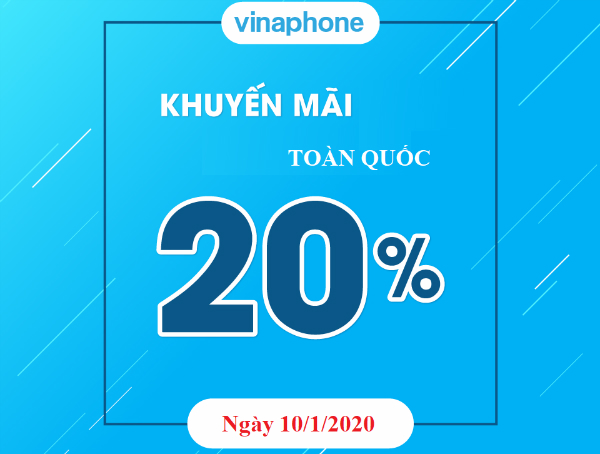 vinaphone
KHUYẾN MÃI
TOÀN QUỐC
20%
Ngày 10/1/2020